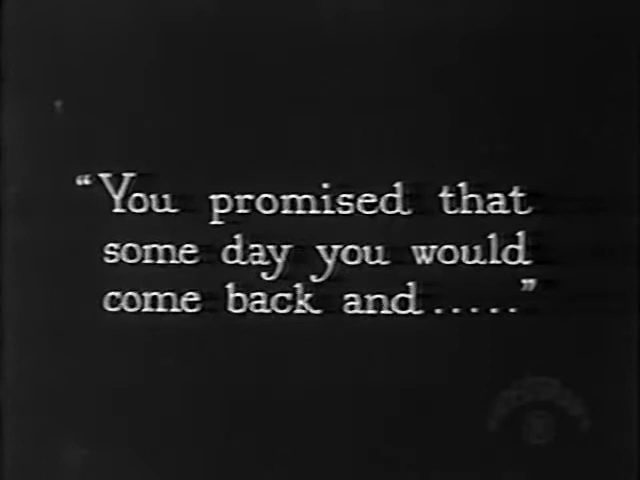 “You promised that
some day you would
come back and.....”